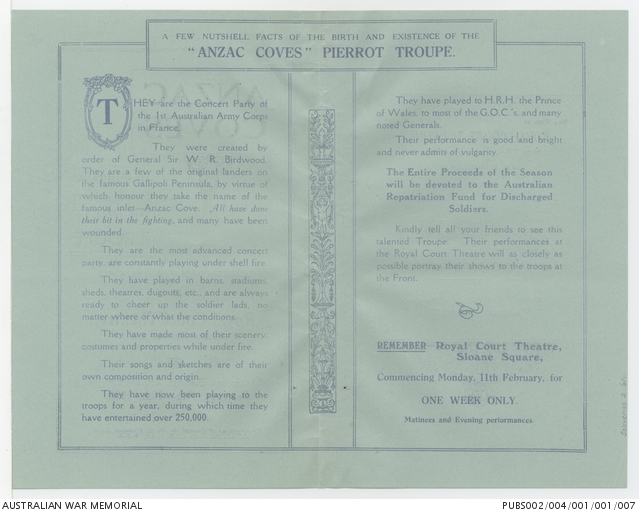 A FEW NUTSHELL FACTS OF THE BIRTH AND EXISTENCE OF THE
"ANZAC COVES" PIERROT TROUPE.
THEY are the Concert Party of
the 1st Australian Army Corps
in France.
They were created by
order of General Sir W. R. Birdwood.
They are a few of the original landers on
the famous Gallipoli Peninsula, by virtue of
which honour they take the name of the
famous inlet—Anzac Cove. All have done
their bit in the fighting, and many have been
wounded.
They are the most advanced concert
party, are constantly playing under shell fire.
They have played in barns, stadiums,
sheds, theatres, dugouts, etc., and are always
ready to cheer up the soldier lads, no
matter where or what the conditions.
They have made most of their scenery,
costumes and properties while under fire.
Their songs and sketches are of their
own composition and origin.
They have now been playing to the
troops for a year, during which time they
have entertained over 250,000.
They have played to H.R.H. the Prince
of Wales, to most of the G.O.C.'s, and many
noted Generals.
Their performance is good and bright
and never admits of vulgarity.
The Entire Proceeds of the Season
will be devoted to the Australian
Repatriation Fund for Discharged
Soldiers.
Kindly tell all your friends to see this
talented Troupe. Their performances at
the Royal Court Theatre will as closely as
possible portray their shows to the troops at
the Front.
REMEMBER Royal Court Theatre,
Sloane Square,
Commencing Monday, 11th February, for
ONE WEEK ONLY.
Matinees and Evening performances.
AUSTRALIAN WAR MEMORIAL
PUBS002/004/001/001/007